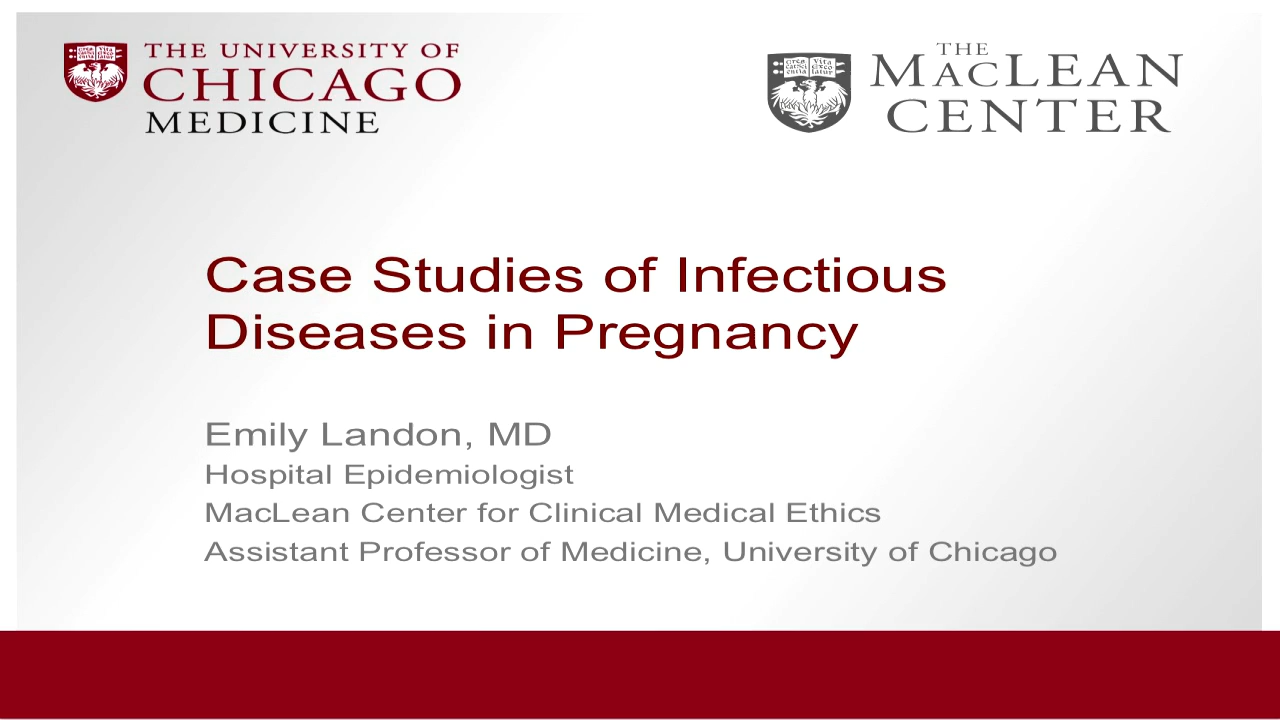 THE UNIVERSITY OF
CHICAGO
MEDICINE
THE
MACLEAN
CENTER
Case Studies of Infectious
Diseases in Pregnancy
Emily Landon, MD
Hospital Epidemiologist
MacLean Center for Clinical Medical Ethics
Assistant Professor of Medicine, University of Chicago